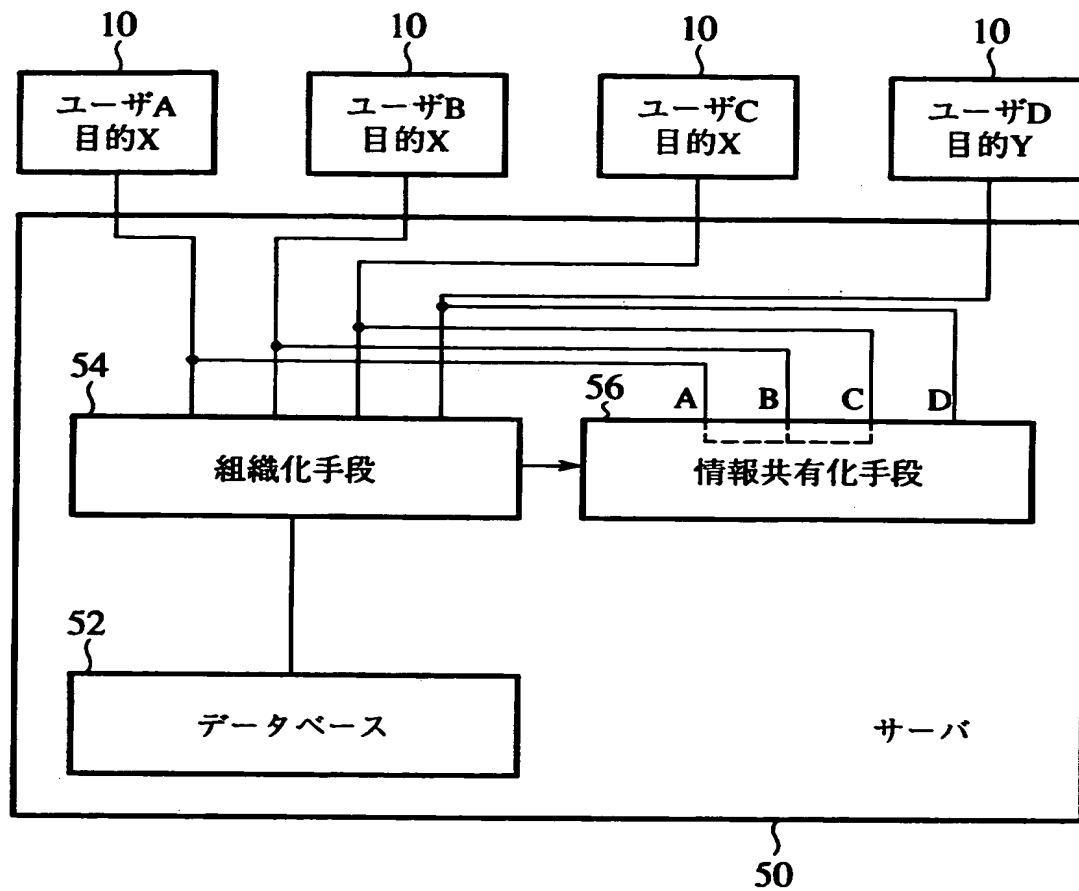 10
10
10
10
ユーザA
目的X
ユーザB
目的X
ユーザC
目的X
ユーザD
目的Y
54
56
A
B
C
D
組織化手段
情報共有化手段
52
データベース
サーバ
50